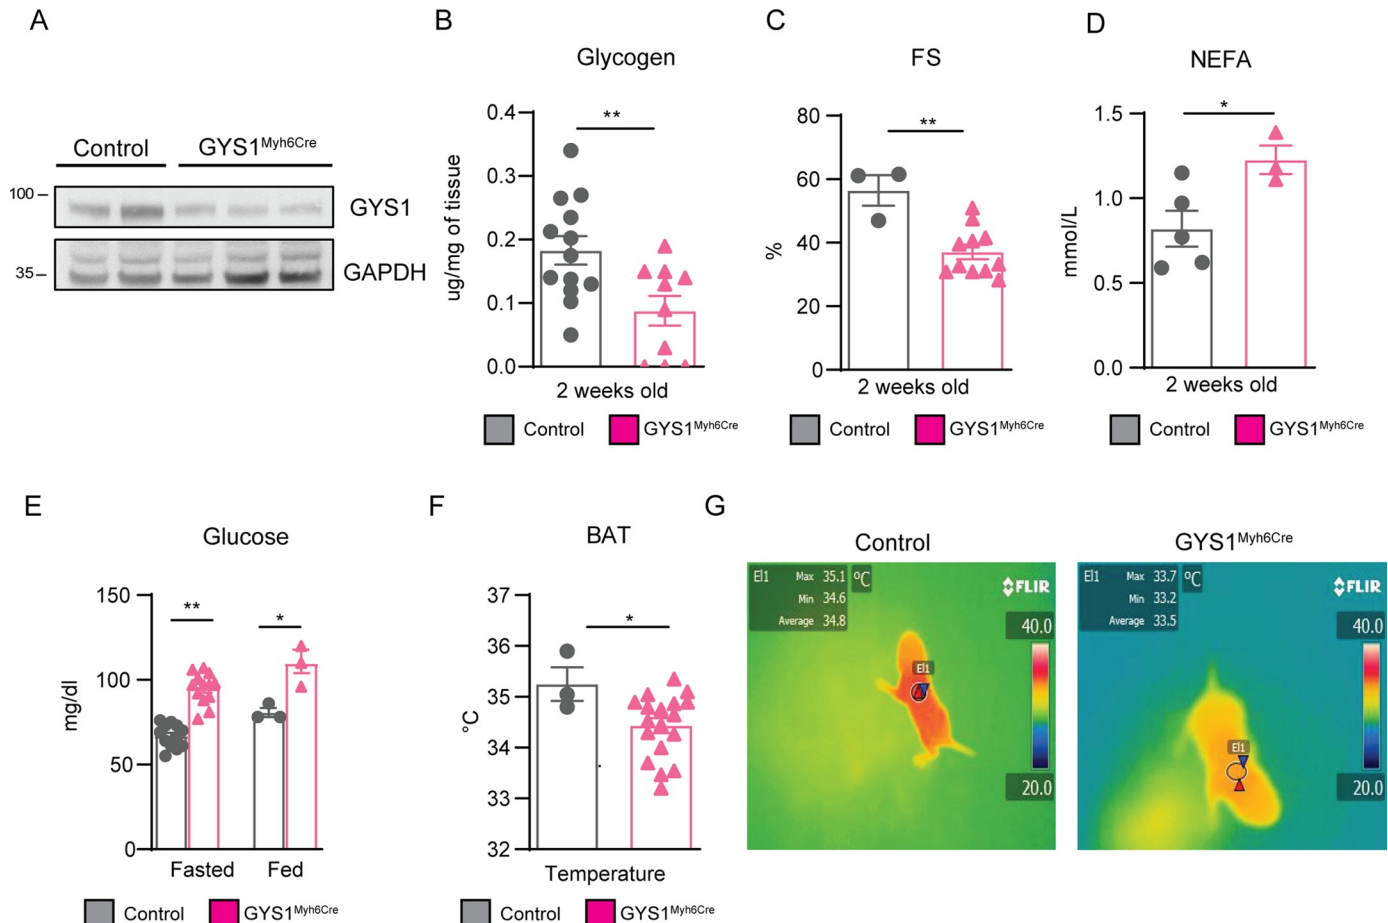 A
Control GYS1Myh6Cre
100
GYS1
35
GAPDH
B
Glycogen
**
ug/mg of tissue
0.4
0.3
0.2
0.1
0.0
2 weeks old
Control GYS1Myh6Cre
C
FS
**
%
80
60
40
20
0
2 weeks old
Control GYS1Myh6Cre
D
NEFA
*
mmol/L
1.5
1.0
0.5
0.0
2 weeks old
Control GYS1Myh6Cre
E
Glucose
** *
mg/dl
150
100
50
0
Fasted Fed
Control GYS1Myh6Cre
F
BAT
*
°C
37
36
35
34
33
32
Temperature
Control GYS1Myh6Cre
G
Control
El1 Max 35.1 °C
Min 34.6
Average 34.8
FLIR
40.0
El1
20.0
GYS1Myh6Cre
El1 Max 33.7 °C
Min 33.2
Average 33.5
FLIR
40.0
El1
20.0